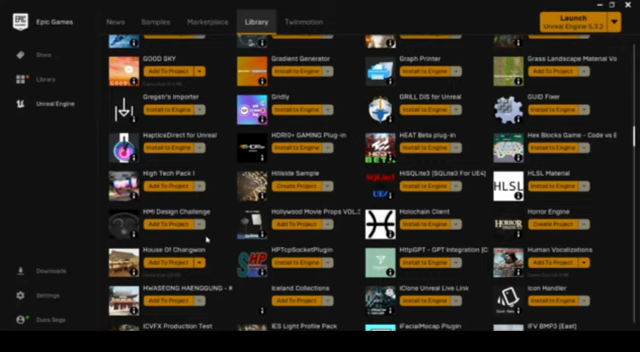 Epic Games
News
Samples
Marketplace
Library
Twinmotion
Launch
Unreal Engine 5.3.2
Store
Library
Unreal Engine
Downloads
Settings
GOOD SKY
Add To Project
Gradient Generator
Install to Engine
Graph Printer
Install to Engine
Grass Landscape Material Vo
Add To Project
Gregstr's Importer
Install to Engine
Gridly
Install to Engine
GRILL DIS for Unreal
Install to Engine
GUID Fixer
Install to Engine
HapticsDirect for Unreal
Install to Engine
HDRI0+ GAMING Plug-in
Install to Engine
HEAT Beta plug-in
Install to Engine
Hex Blocks Game - Code vs E
Install to Engine
High Tech Pack I
Add To Project
Hillside Sample
Create Project
HiSQLite3 [SQLite3 For UE4]
Install to Engine
HLSL
HLSL Material
Install to Engine
HMI Design Challenge
Add To Project
Hollywood Movie Props VOL.
Add To Project
Holochain Client
Install to Engine
Horror Engine
Create Project
House Of Changwon
Add To Project
HPTcpSocketPlugin
Install to Engine
HttpGPT - GPT Integration [C
Install to Engine
Human Vocalizations
Add To Project
HWASEONG HAENGGUNG - K
Add To Project
Iceland Collections
Add To Project
iClone Unreal Live Link
Install to Engine
Icon Handler
Install to Engine
ICVFX Production Test
IES Light Profile Pack
iFacialMocap Plugin
IFV BMP3 [East]